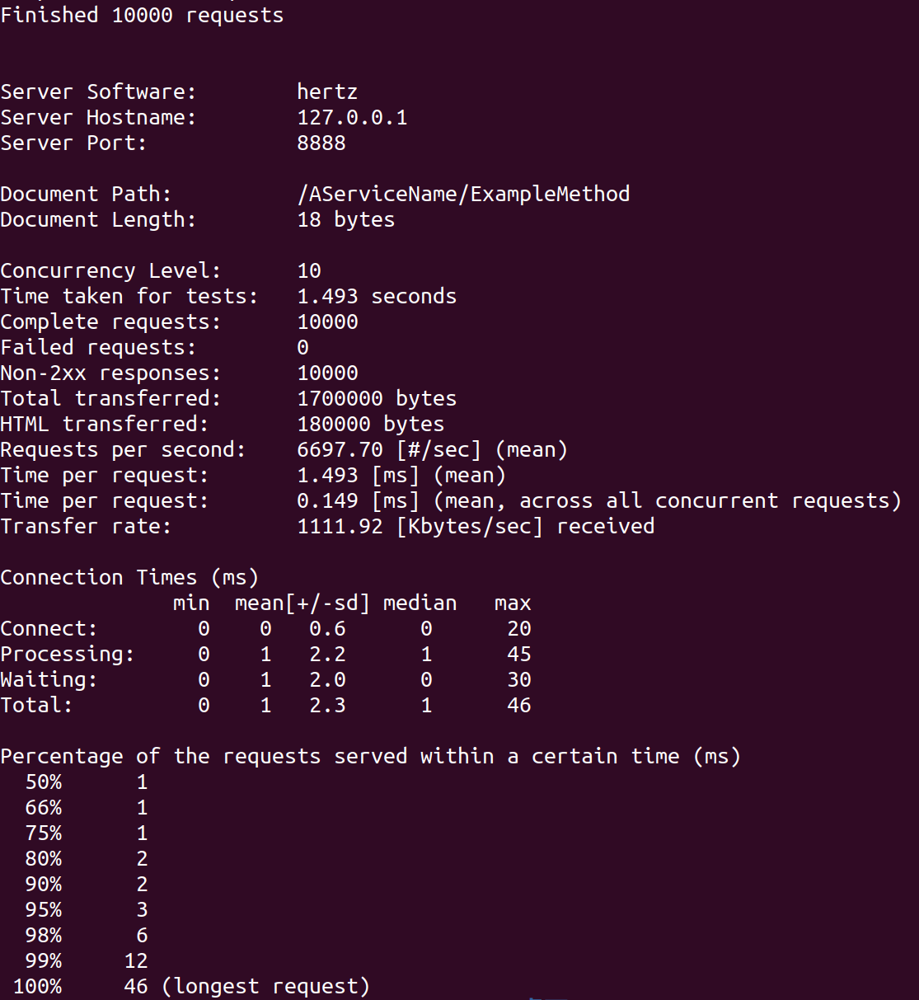 Finished 10000 requests
Server Software: hertz
Server Hostname: 127.0.0.1
Server Port: 8888
Document Path: /AServiceName/ExampleMethod
Document Length: 18 bytes
Concurrency Level: 10
Time taken for tests: 1.493 seconds
Complete requests: 10000
Failed requests: 0
Non-2xx responses: 10000
Total transferred: 1700000 bytes
HTML transferred: 180000 bytes
Requests per second: 6697.70 [#/sec] (mean)
Time per request: 1.493 [ms] (mean)
Time per request: 0.149 [ms] (mean, across all concurrent requests)
Transfer rate: 1111.92 [Kbytes/sec] received
Connection Times (ms)
min mean[+/-sd] median max
Connect: 0 0 0.6 0 20
Processing: 0 1 2.2 1 45
Waiting: 0 1 2.0 0 30
Total: 0 1 2.3 1 46
Percentage of the requests served within a certain time (ms)
50% 1
66% 1
75% 1
80% 2
90% 2
95% 3
98% 6
99% 12
100% 46 (longest request)